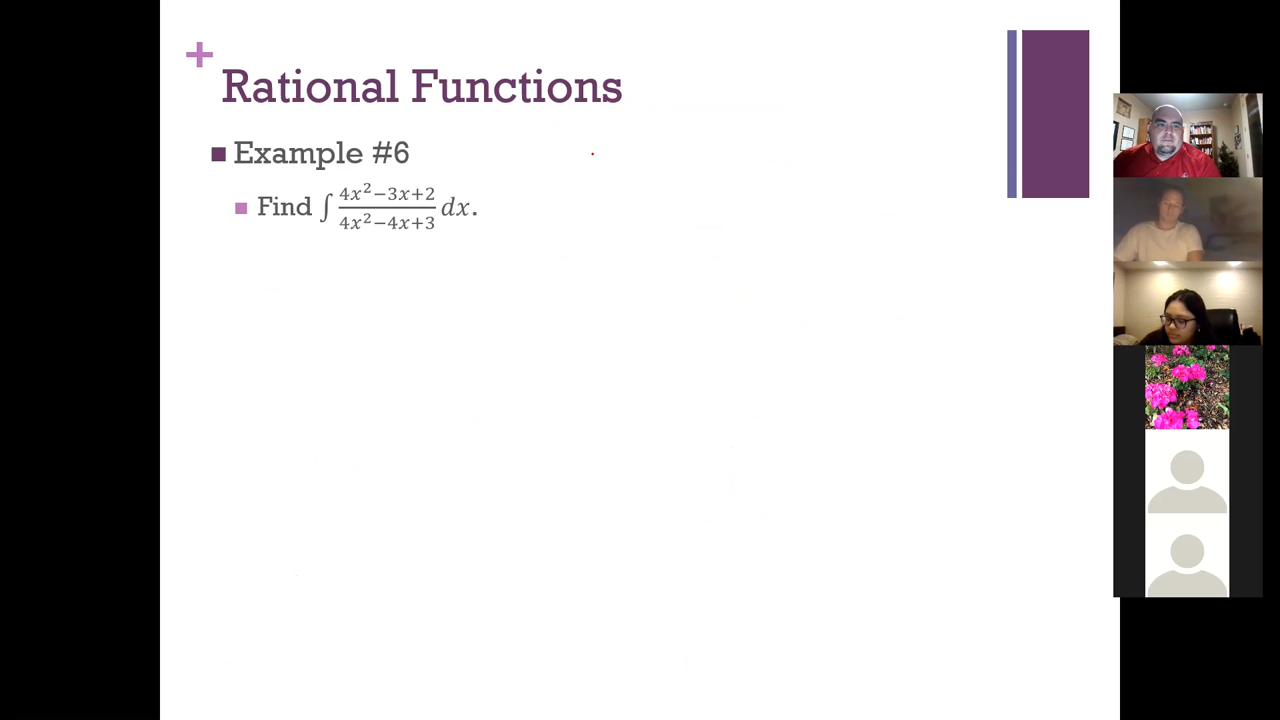 +
Rational Functions
Example #6
Find ∫ (4x²−3x+2)/(4x²−4x+3) dx.